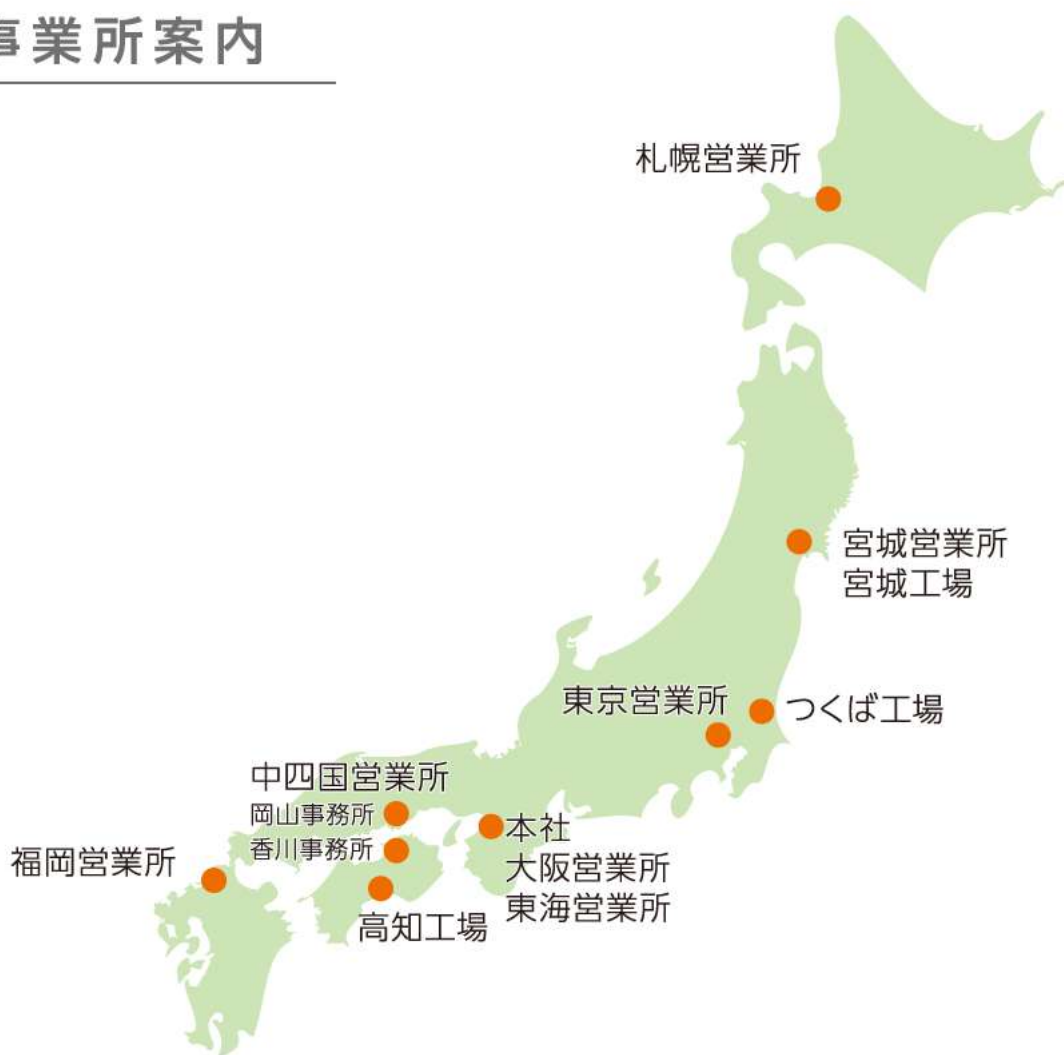 事業所案内
札幌営業所
宮城営業所
宮城工場
東京営業所
つくば工場
中四国営業所
岡山事務所
香川事務所
本社
大阪営業所
東海営業所
福岡営業所
高知工場